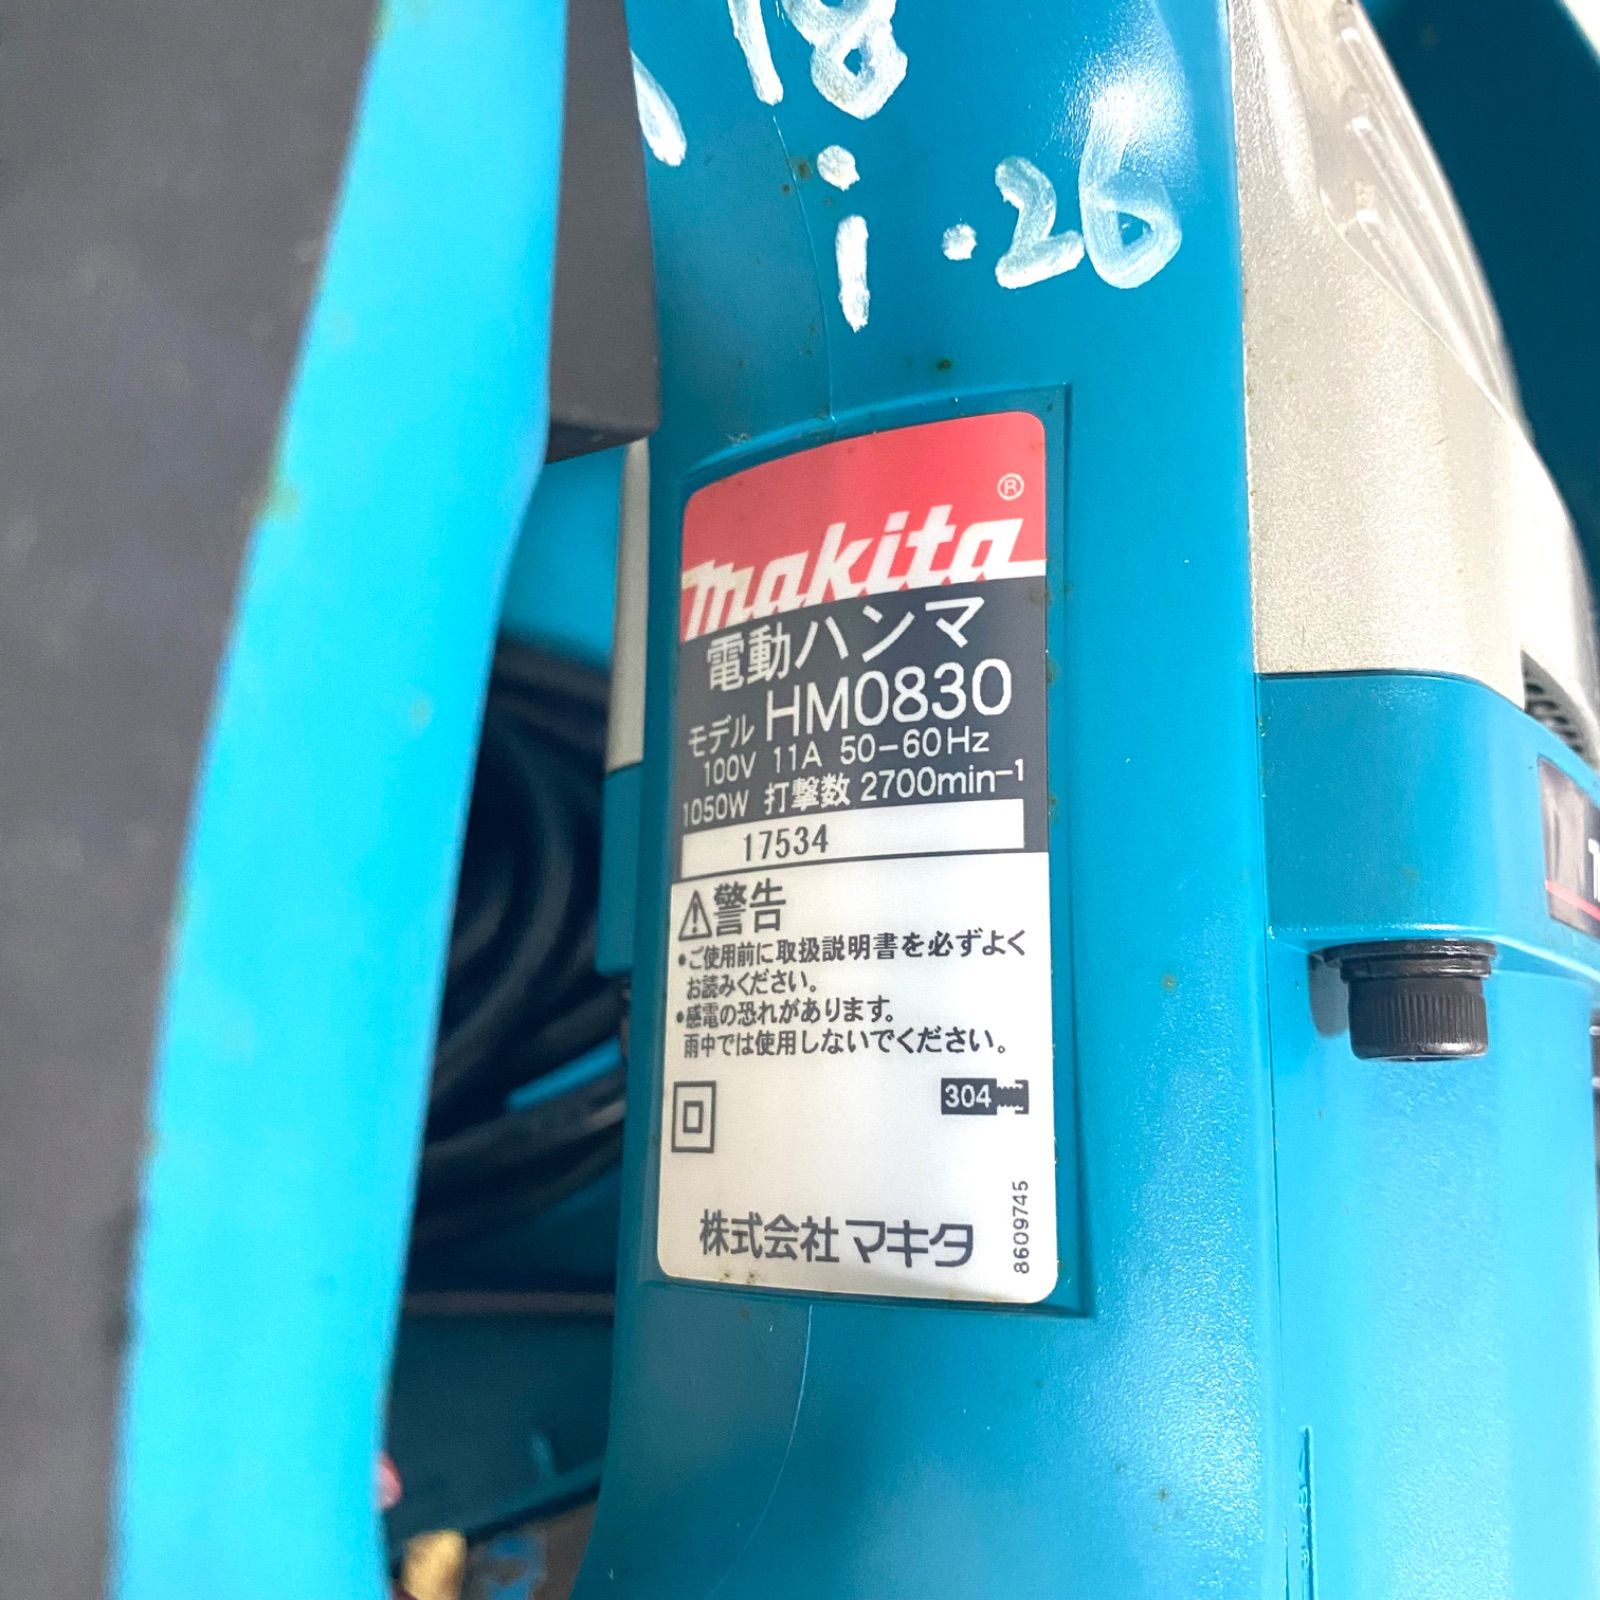 18
i .26
makita®
電動ハンマ
モデル HM0830
100V 11A 50-60Hz
1050W 打撃数 2700min⁻¹
17534
⚠警告
•ご使用前に取扱説明書を必ずよく
お読みください。
•感電の恐れがあります。
雨中では使用しないでください。
304
株式会社マキタ
8609745